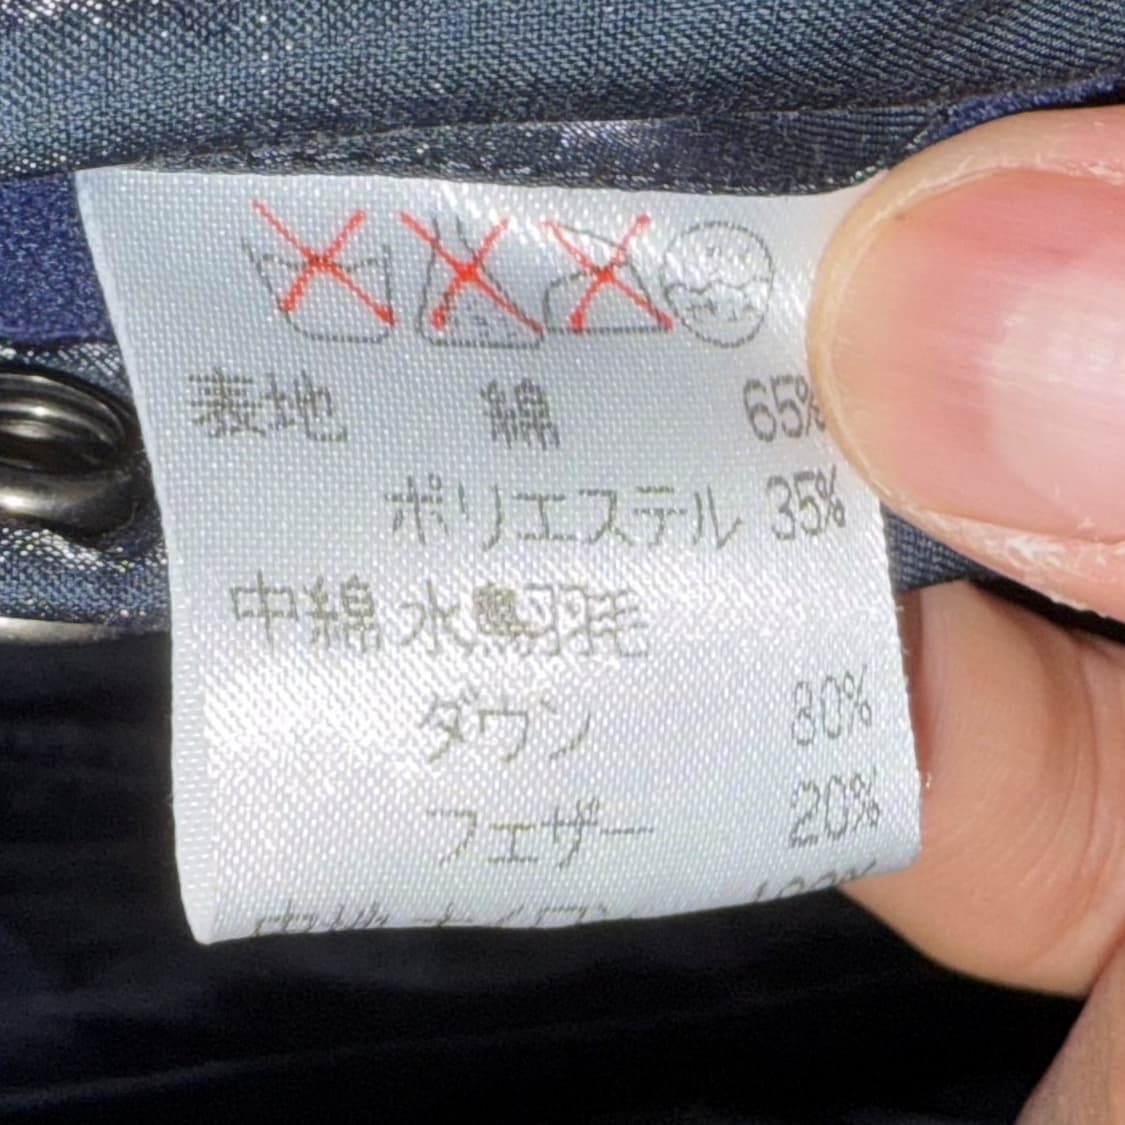 表地 綿 65%
ポリエステル 35%
中綿 水鳥羽毛
ダウン 80%
フェザー 20%